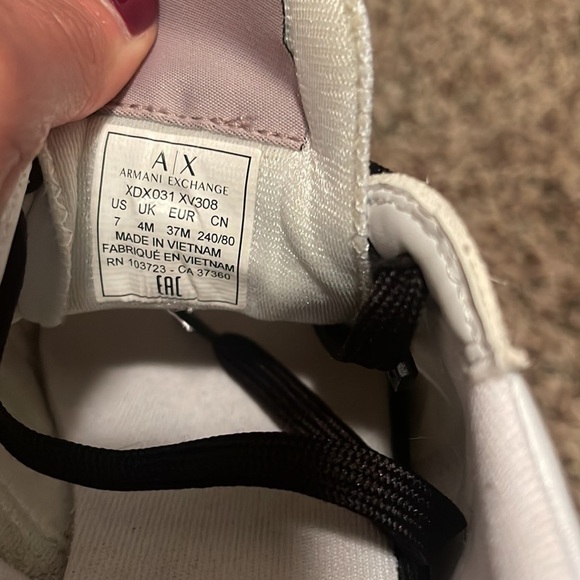 A|X
ARMANI EXCHANGE
XDX031 XV308
US UK EUR CN
7 4M 37M 240/80
MADE IN VIETNAM
FABRIQUÉ EN VIETNAM
RN 103723 - CA 37360
EAC